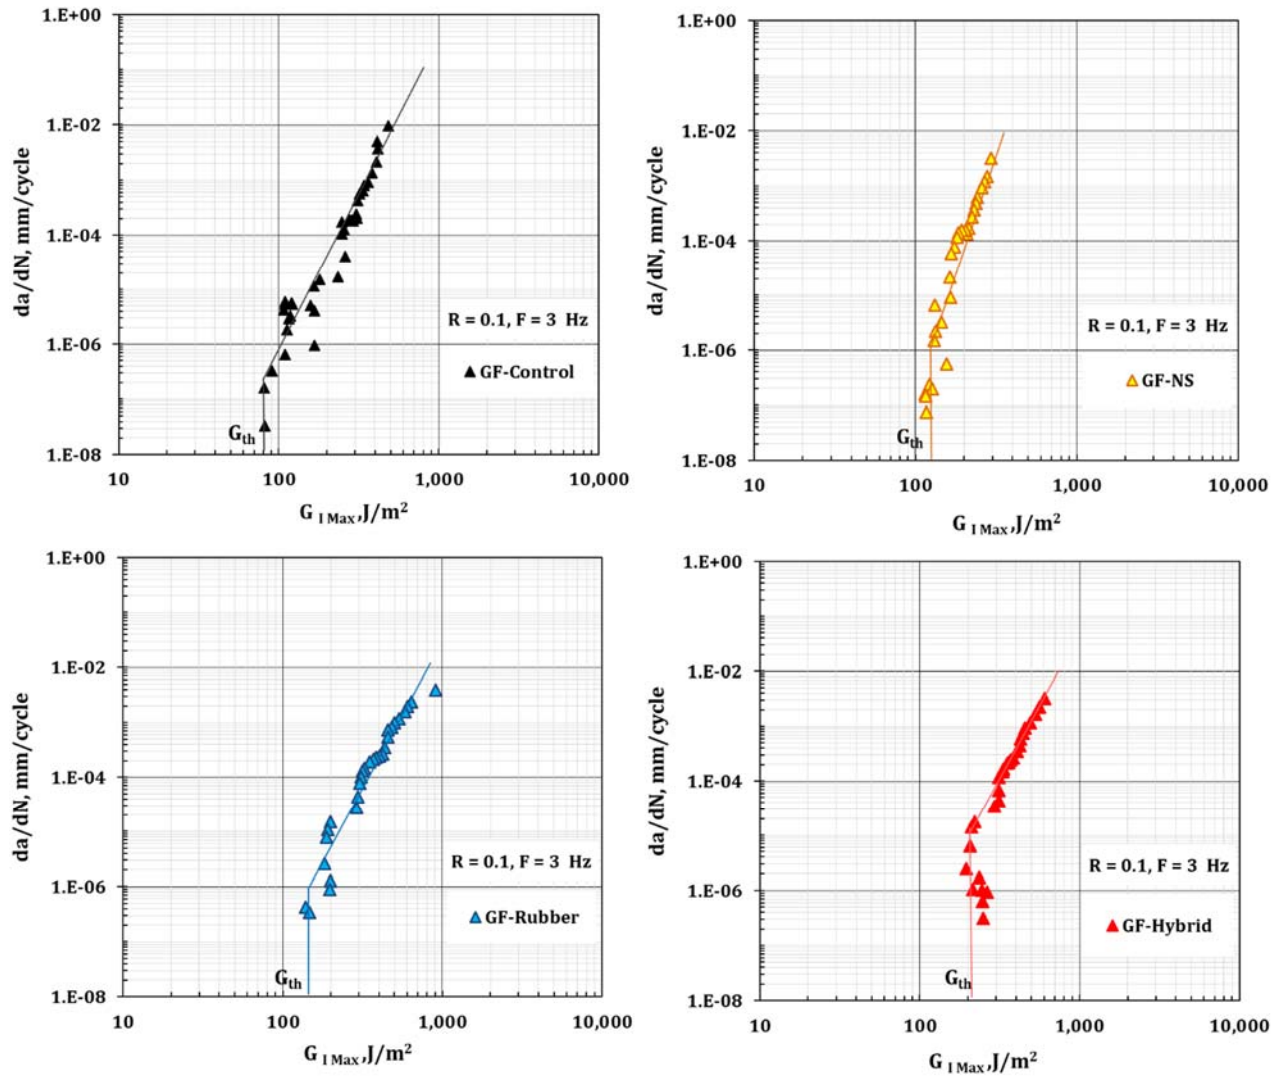 1.E+00
1.E-02
da/dN, mm/cycle
1.E-04
R = 0.1, F = 3 Hz
1.E-06
GF-Control
Gth
1.E-08
10 100 1,000 10,000
G I Max,J/m²
1.E+00
1.E-02
da/dN, mm/cycle
1.E-04
R = 0.1, F = 3 Hz
1.E-06
GF-NS
Gth
1.E-08
10 100 1,000 10,000
G I Max,J/m²
1.E+00
1.E-02
da/dN, mm/cycle
1.E-04
R = 0.1, F = 3 Hz
1.E-06
GF-Rubber
Gth
1.E-08
10 100 1,000 10,000
G I Max,J/m²
1.E+00
1.E-02
da/dN, mm/cycle
1.E-04
R = 0.1, F = 3 Hz
1.E-06
GF-Hybrid
Gth
1.E-08
10 100 1,000 10,000
G I Max,J/m²